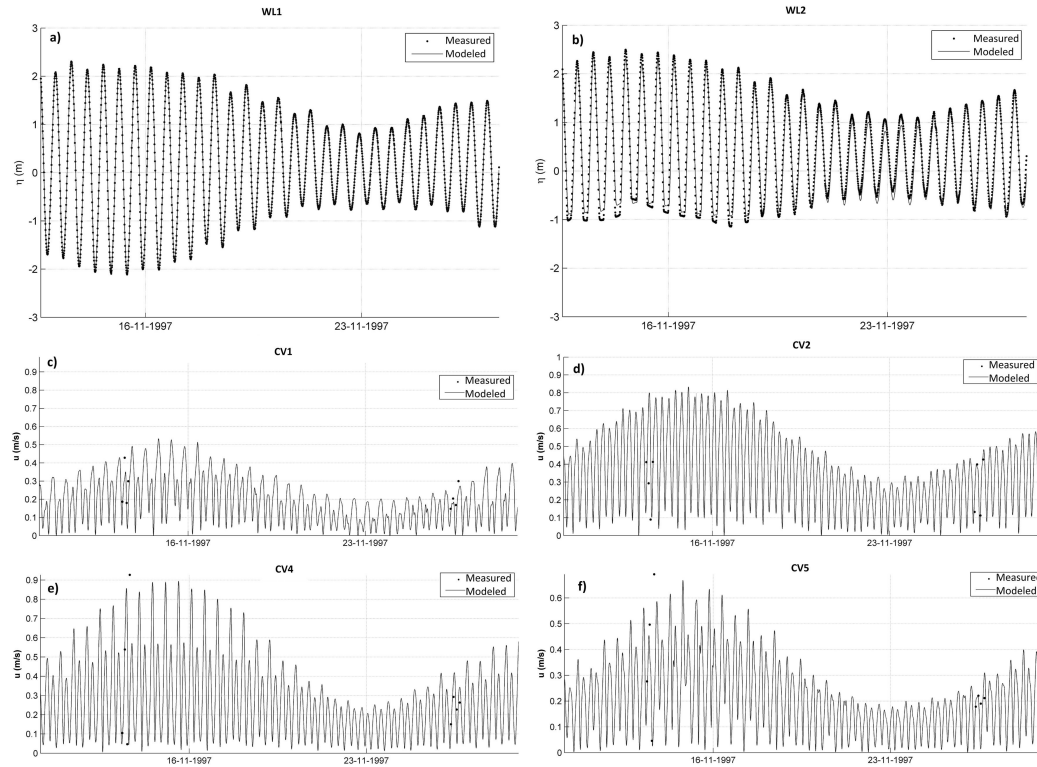 WL1
a)
Measured
Modeled
3
2
1
0
-1
-2
-3
η (m)
16-11-1997
23-11-1997
WL2
b)
Measured
Modeled
3
2
1
0
-1
-2
-3
η (m)
16-11-1997
23-11-1997
CV1
c)
Measured
Modeled
0.9
0.8
0.7
0.6
0.5
0.4
0.3
0.2
0.1
0
u (m/s)
16-11-1997
23-11-1997
CV2
d)
Measured
Modeled
1
0.9
0.8
0.7
0.6
0.5
0.4
0.3
0.2
0.1
0
u (m/s)
16-11-1997
23-11-1997
CV4
e)
Measured
Modeled
0.9
0.8
0.7
0.6
0.5
0.4
0.3
0.2
0.1
0
u (m/s)
16-11-1997
23-11-1997
CV5
f)
Measured
Modeled
0.6
0.5
0.4
0.3
0.2
0.1
0
u (m/s)
16-11-1997
23-11-1997